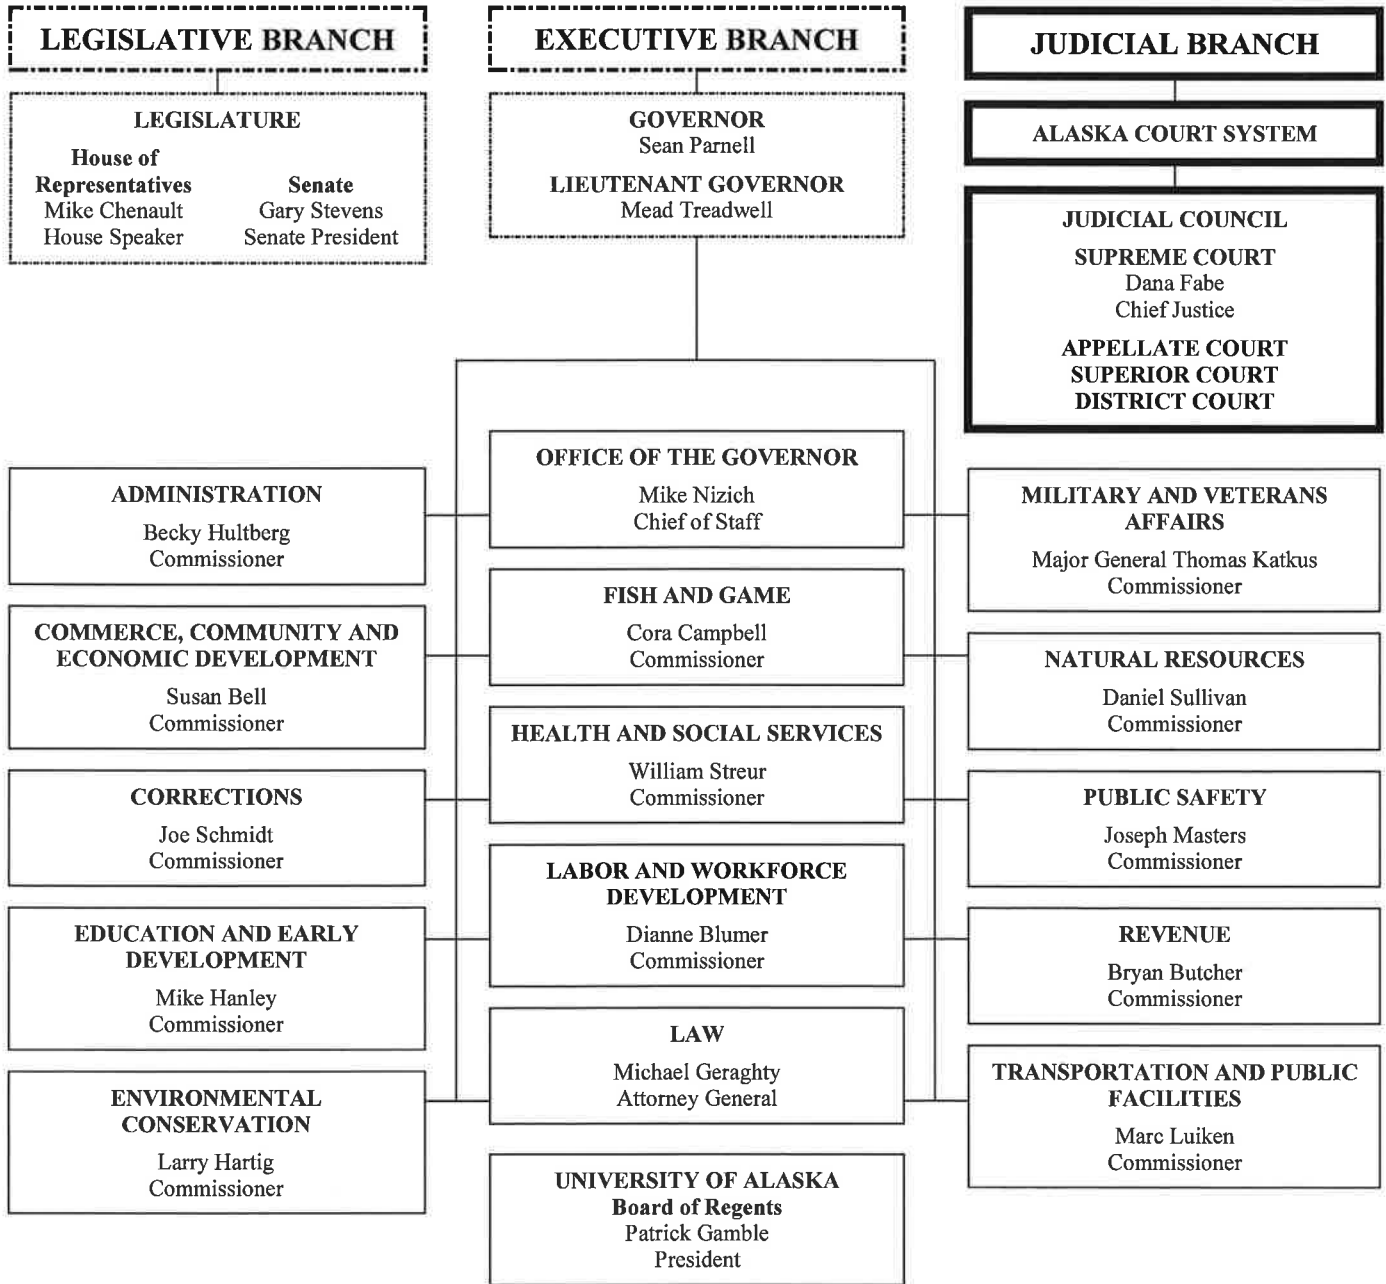 LEGISLATIVE BRANCH
LEGISLATURE
House of
Representatives
Mike Chenault
House Speaker
Senate
Gary Stevens
Senate President
EXECUTIVE BRANCH
GOVERNOR
Sean Parnell
LIEUTENANT GOVERNOR
Mead Treadwell
JUDICIAL BRANCH
ALASKA COURT SYSTEM
JUDICIAL COUNCIL
SUPREME COURT
Dana Fabe
Chief Justice
APPELLATE COURT
SUPERIOR COURT
DISTRICT COURT
ADMINISTRATION
Becky Hultberg
Commissioner
COMMERCE, COMMUNITY AND
ECONOMIC DEVELOPMENT
Susan Bell
Commissioner
CORRECTIONS
Joe Schmidt
Commissioner
EDUCATION AND EARLY
DEVELOPMENT
Mike Hanley
Commissioner
ENVIRONMENTAL
CONSERVATION
Larry Hartig
Commissioner
OFFICE OF THE GOVERNOR
Mike Nizich
Chief of Staff
FISH AND GAME
Cora Campbell
Commissioner
HEALTH AND SOCIAL SERVICES
William Streur
Commissioner
LABOR AND WORKFORCE
DEVELOPMENT
Dianne Blumer
Commissioner
LAW
Michael Geraghty
Attorney General
UNIVERSITY OF ALASKA
Board of Regents
Patrick Gamble
President
MILITARY AND VETERANS
AFFAIRS
Major General Thomas Katkus
Commissioner
NATURAL RESOURCES
Daniel Sullivan
Commissioner
PUBLIC SAFETY
Joseph Masters
Commissioner
REVENUE
Bryan Butcher
Commissioner
TRANSPORTATION AND PUBLIC
FACILITIES
Marc Luiken
Commissioner